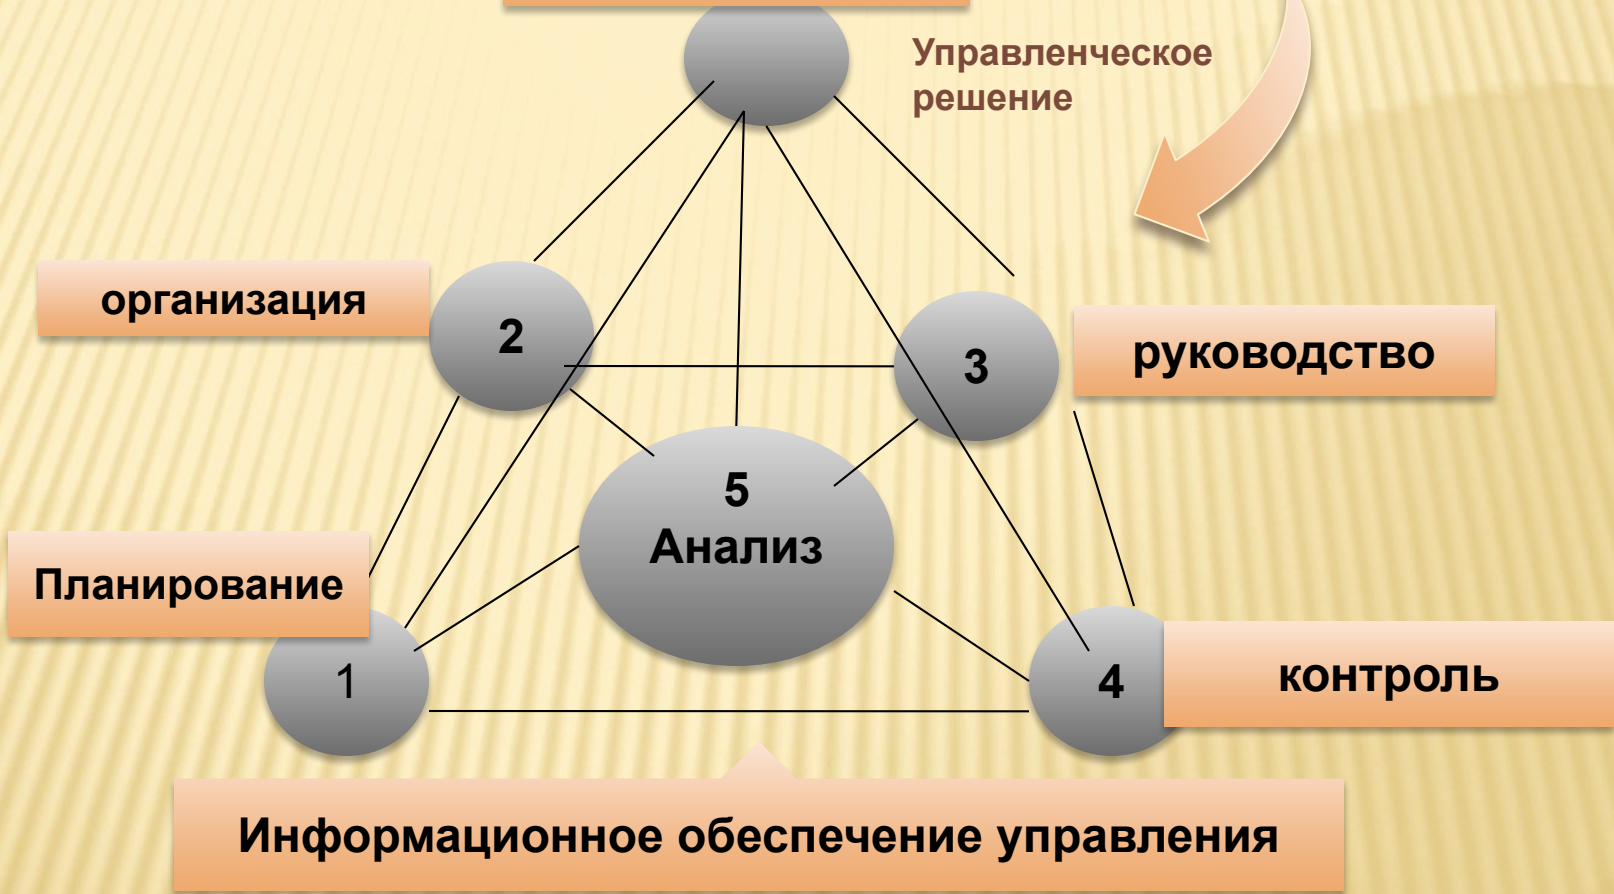 Управленческое
решение
организация
2
3
руководство
5
Анализ
Планирование
1
4
контроль
Информационное обеспечение управления